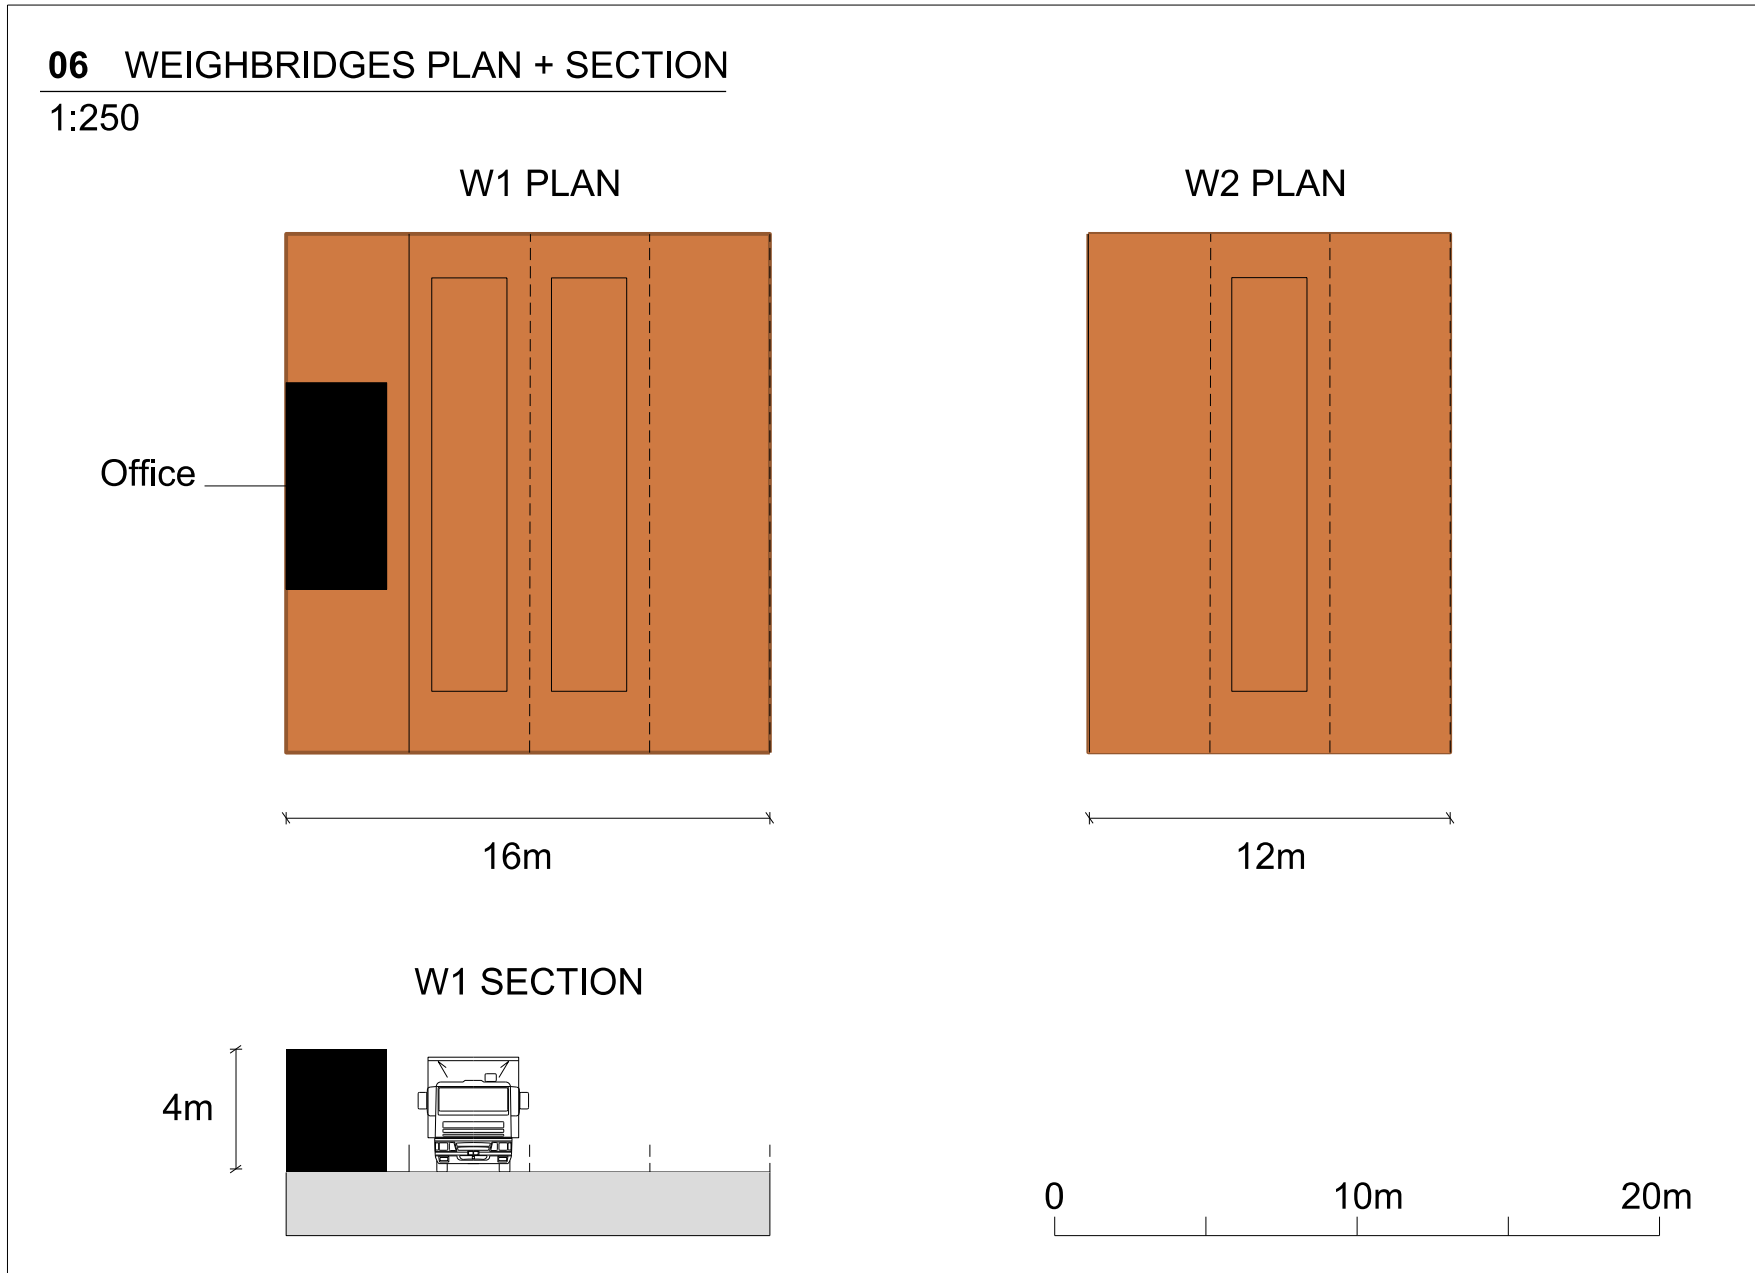 06 WEIGHBRIDGES PLAN + SECTION
1:250
W1 PLAN
W2 PLAN
Office
16m
12m
W1 SECTION
4m
0 10m 20m